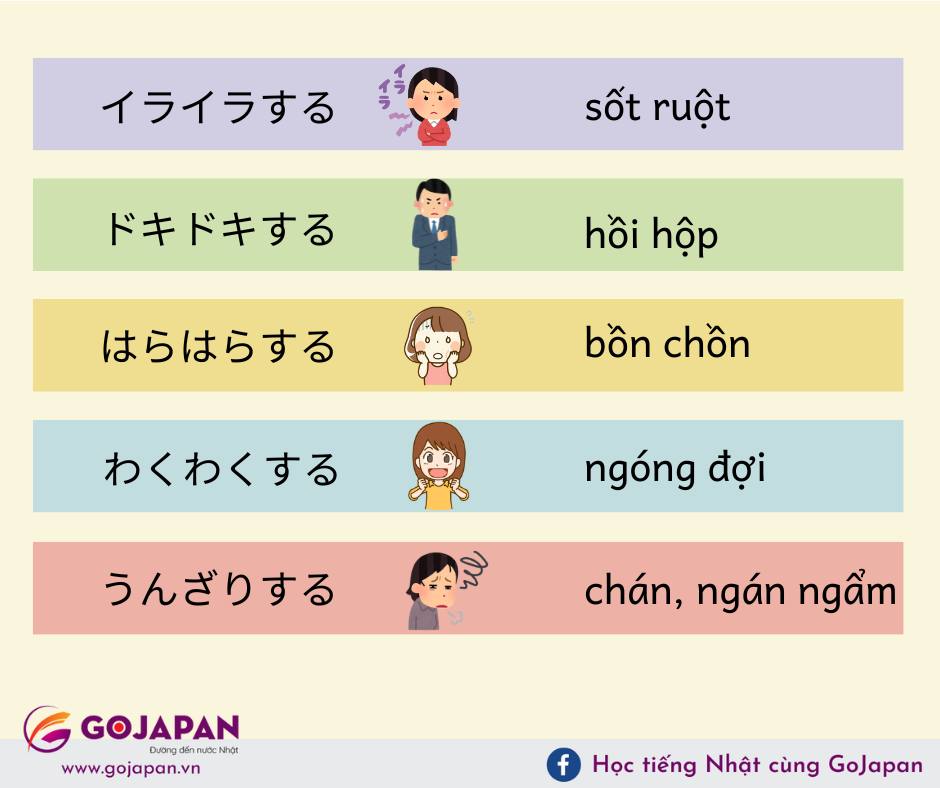 イライラする
イライラ
sốt ruột
ドキドキする
hồi hộp
はらはらする
bồn chồn
わくわくする
ngóng đợi
うんざりする
chán, ngán ngẩm
GOJAPAN
Đường đến nước Nhật
www.gojapan.vn
Học tiếng Nhật cùng GoJapan